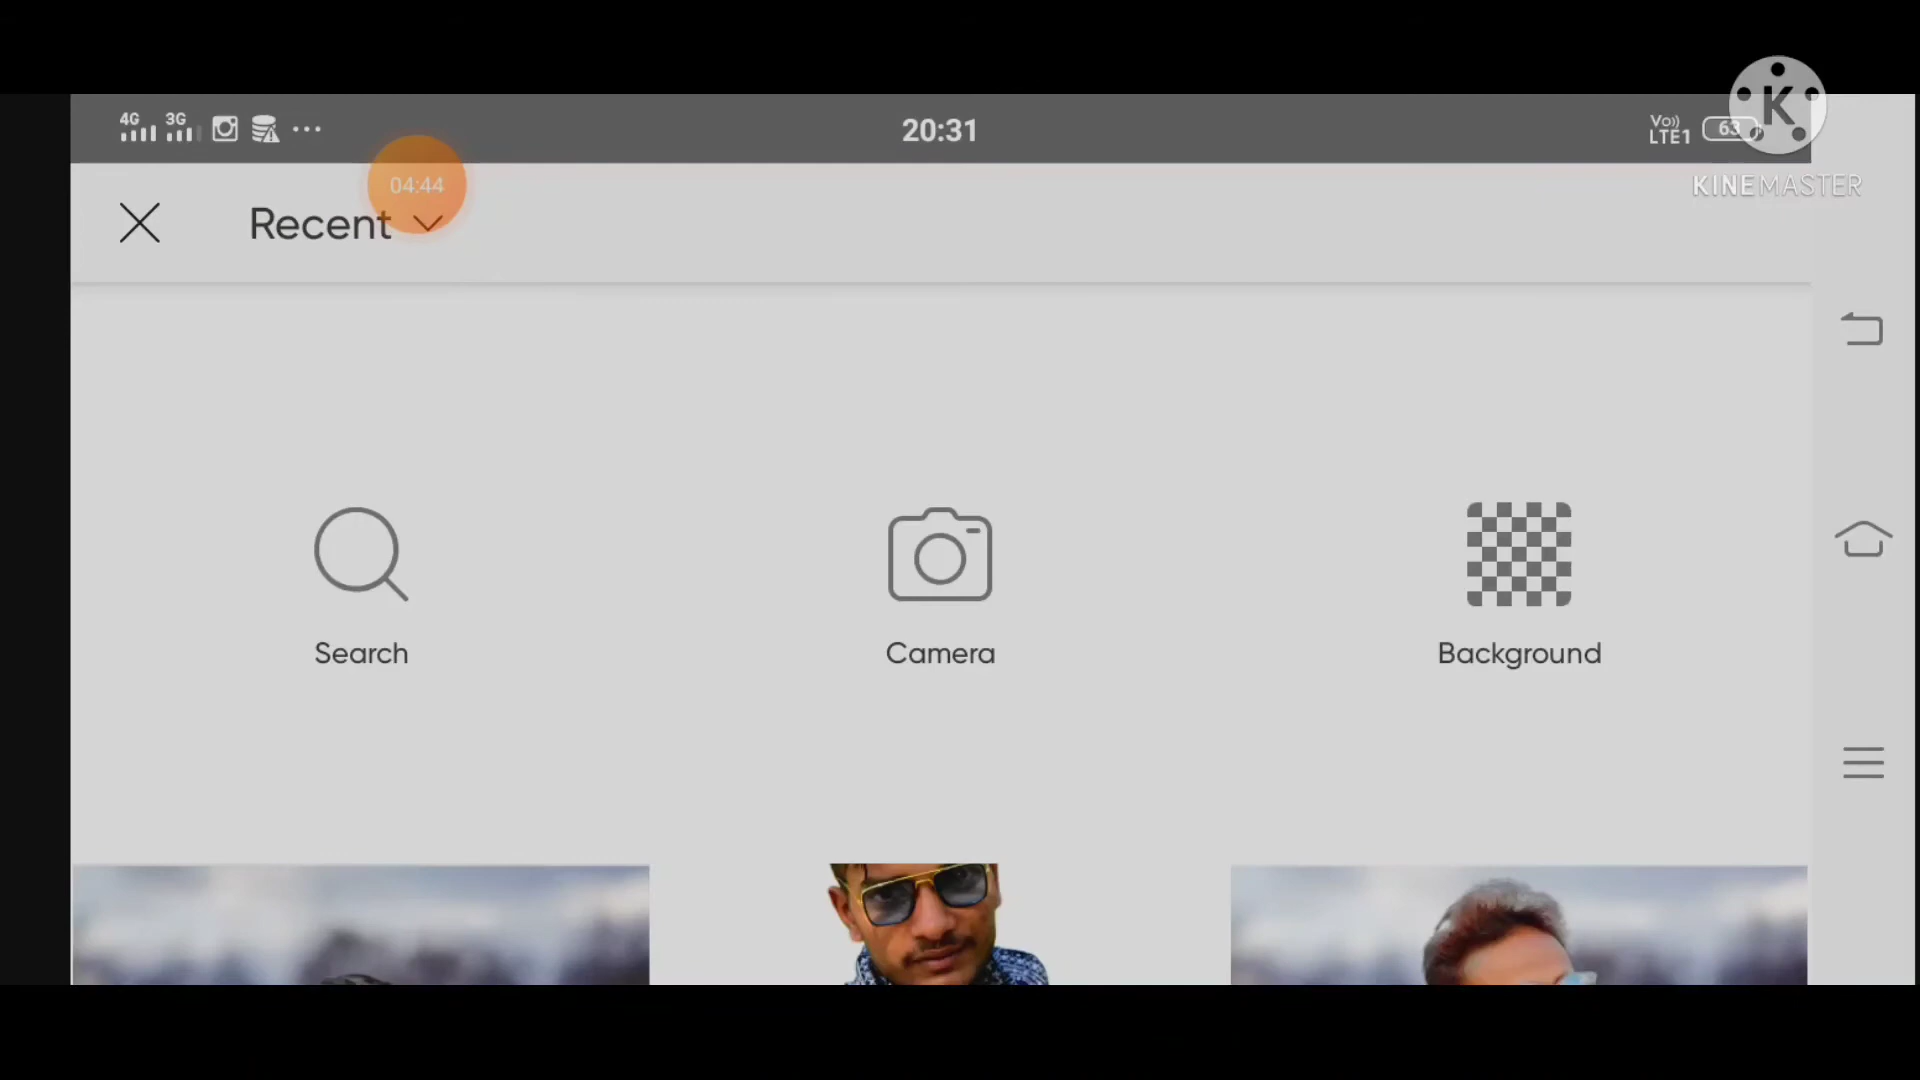 4G 3G 20:31 Vo)) LTE1 63
KINEMASTER
04:44
Recent
Search Camera Background